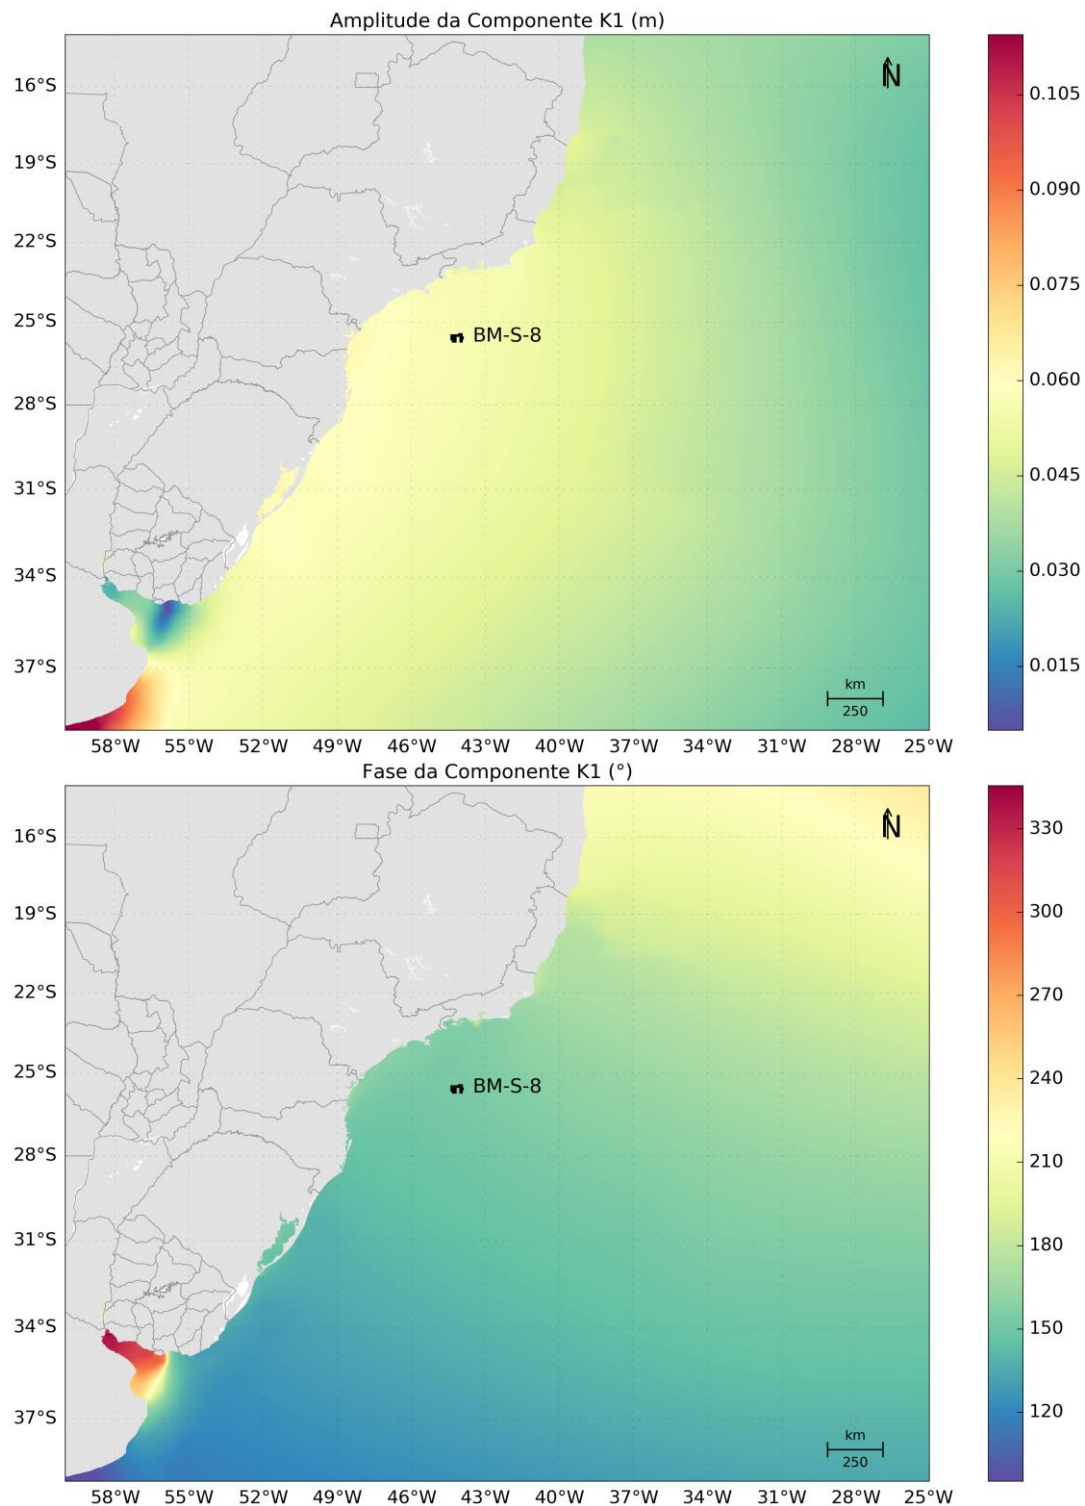 Amplitude da Componente K1 (m)
N
16°S
19°S
22°S
25°S
28°S
31°S
34°S
37°S
BM-S-8
km
250
58°W 55°W 52°W 49°W 46°W 43°W 40°W 37°W 34°W 31°W 28°W 25°W
0.105
0.090
0.075
0.060
0.045
0.030
0.015
Fase da Componente K1 (°)
N
16°S
19°S
22°S
25°S
28°S
31°S
34°S
37°S
BM-S-8
km
250
58°W 55°W 52°W 49°W 46°W 43°W 40°W 37°W 34°W 31°W 28°W 25°W
330
300
270
240
210
180
150
120